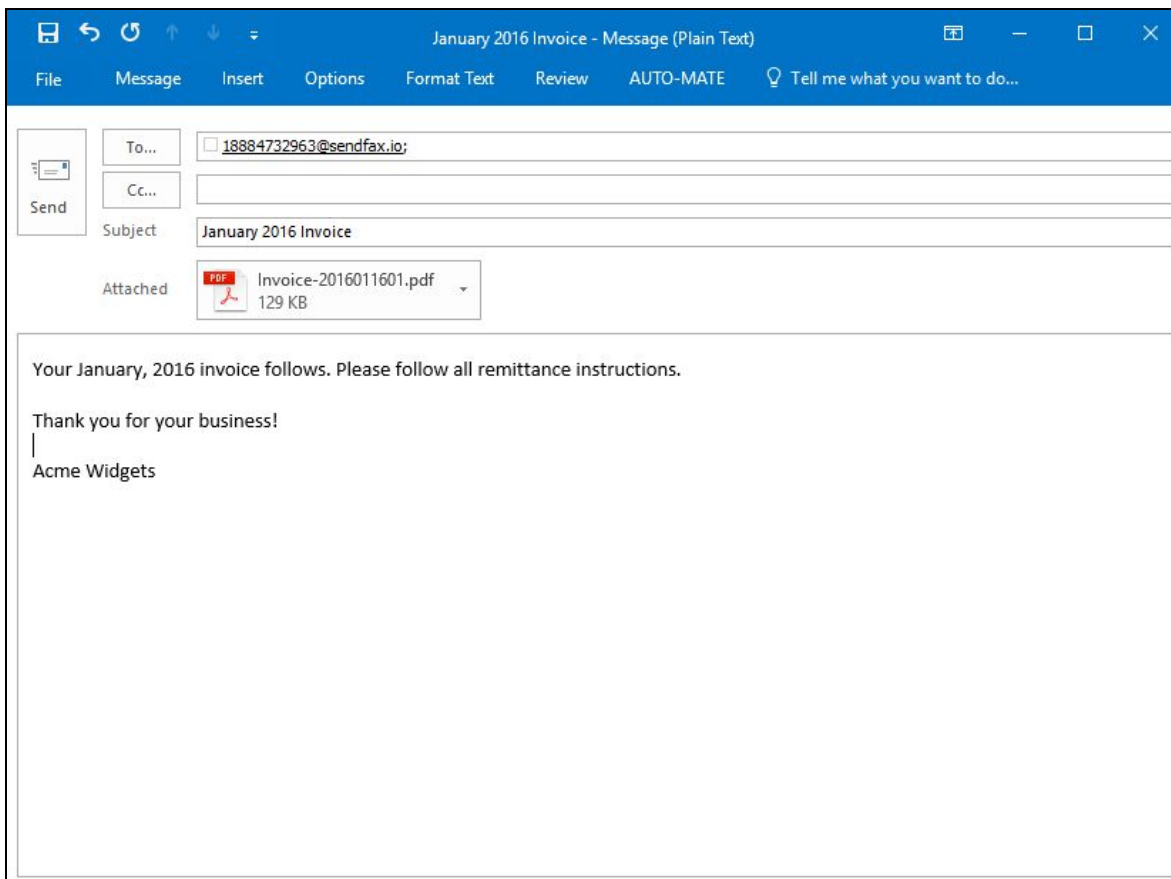 January 2016 Invoice - Message (Plain Text)
File Message Insert Options Format Text Review AUTO-MATE Tell me what you want to do...
Send
To... 18884732963@sendfax.io;
Cc...
Subject January 2016 Invoice
Attached PDF Invoice-2016011601.pdf
129 KB
Your January, 2016 invoice follows. Please follow all remittance instructions.
Thank you for your business!
Acme Widgets